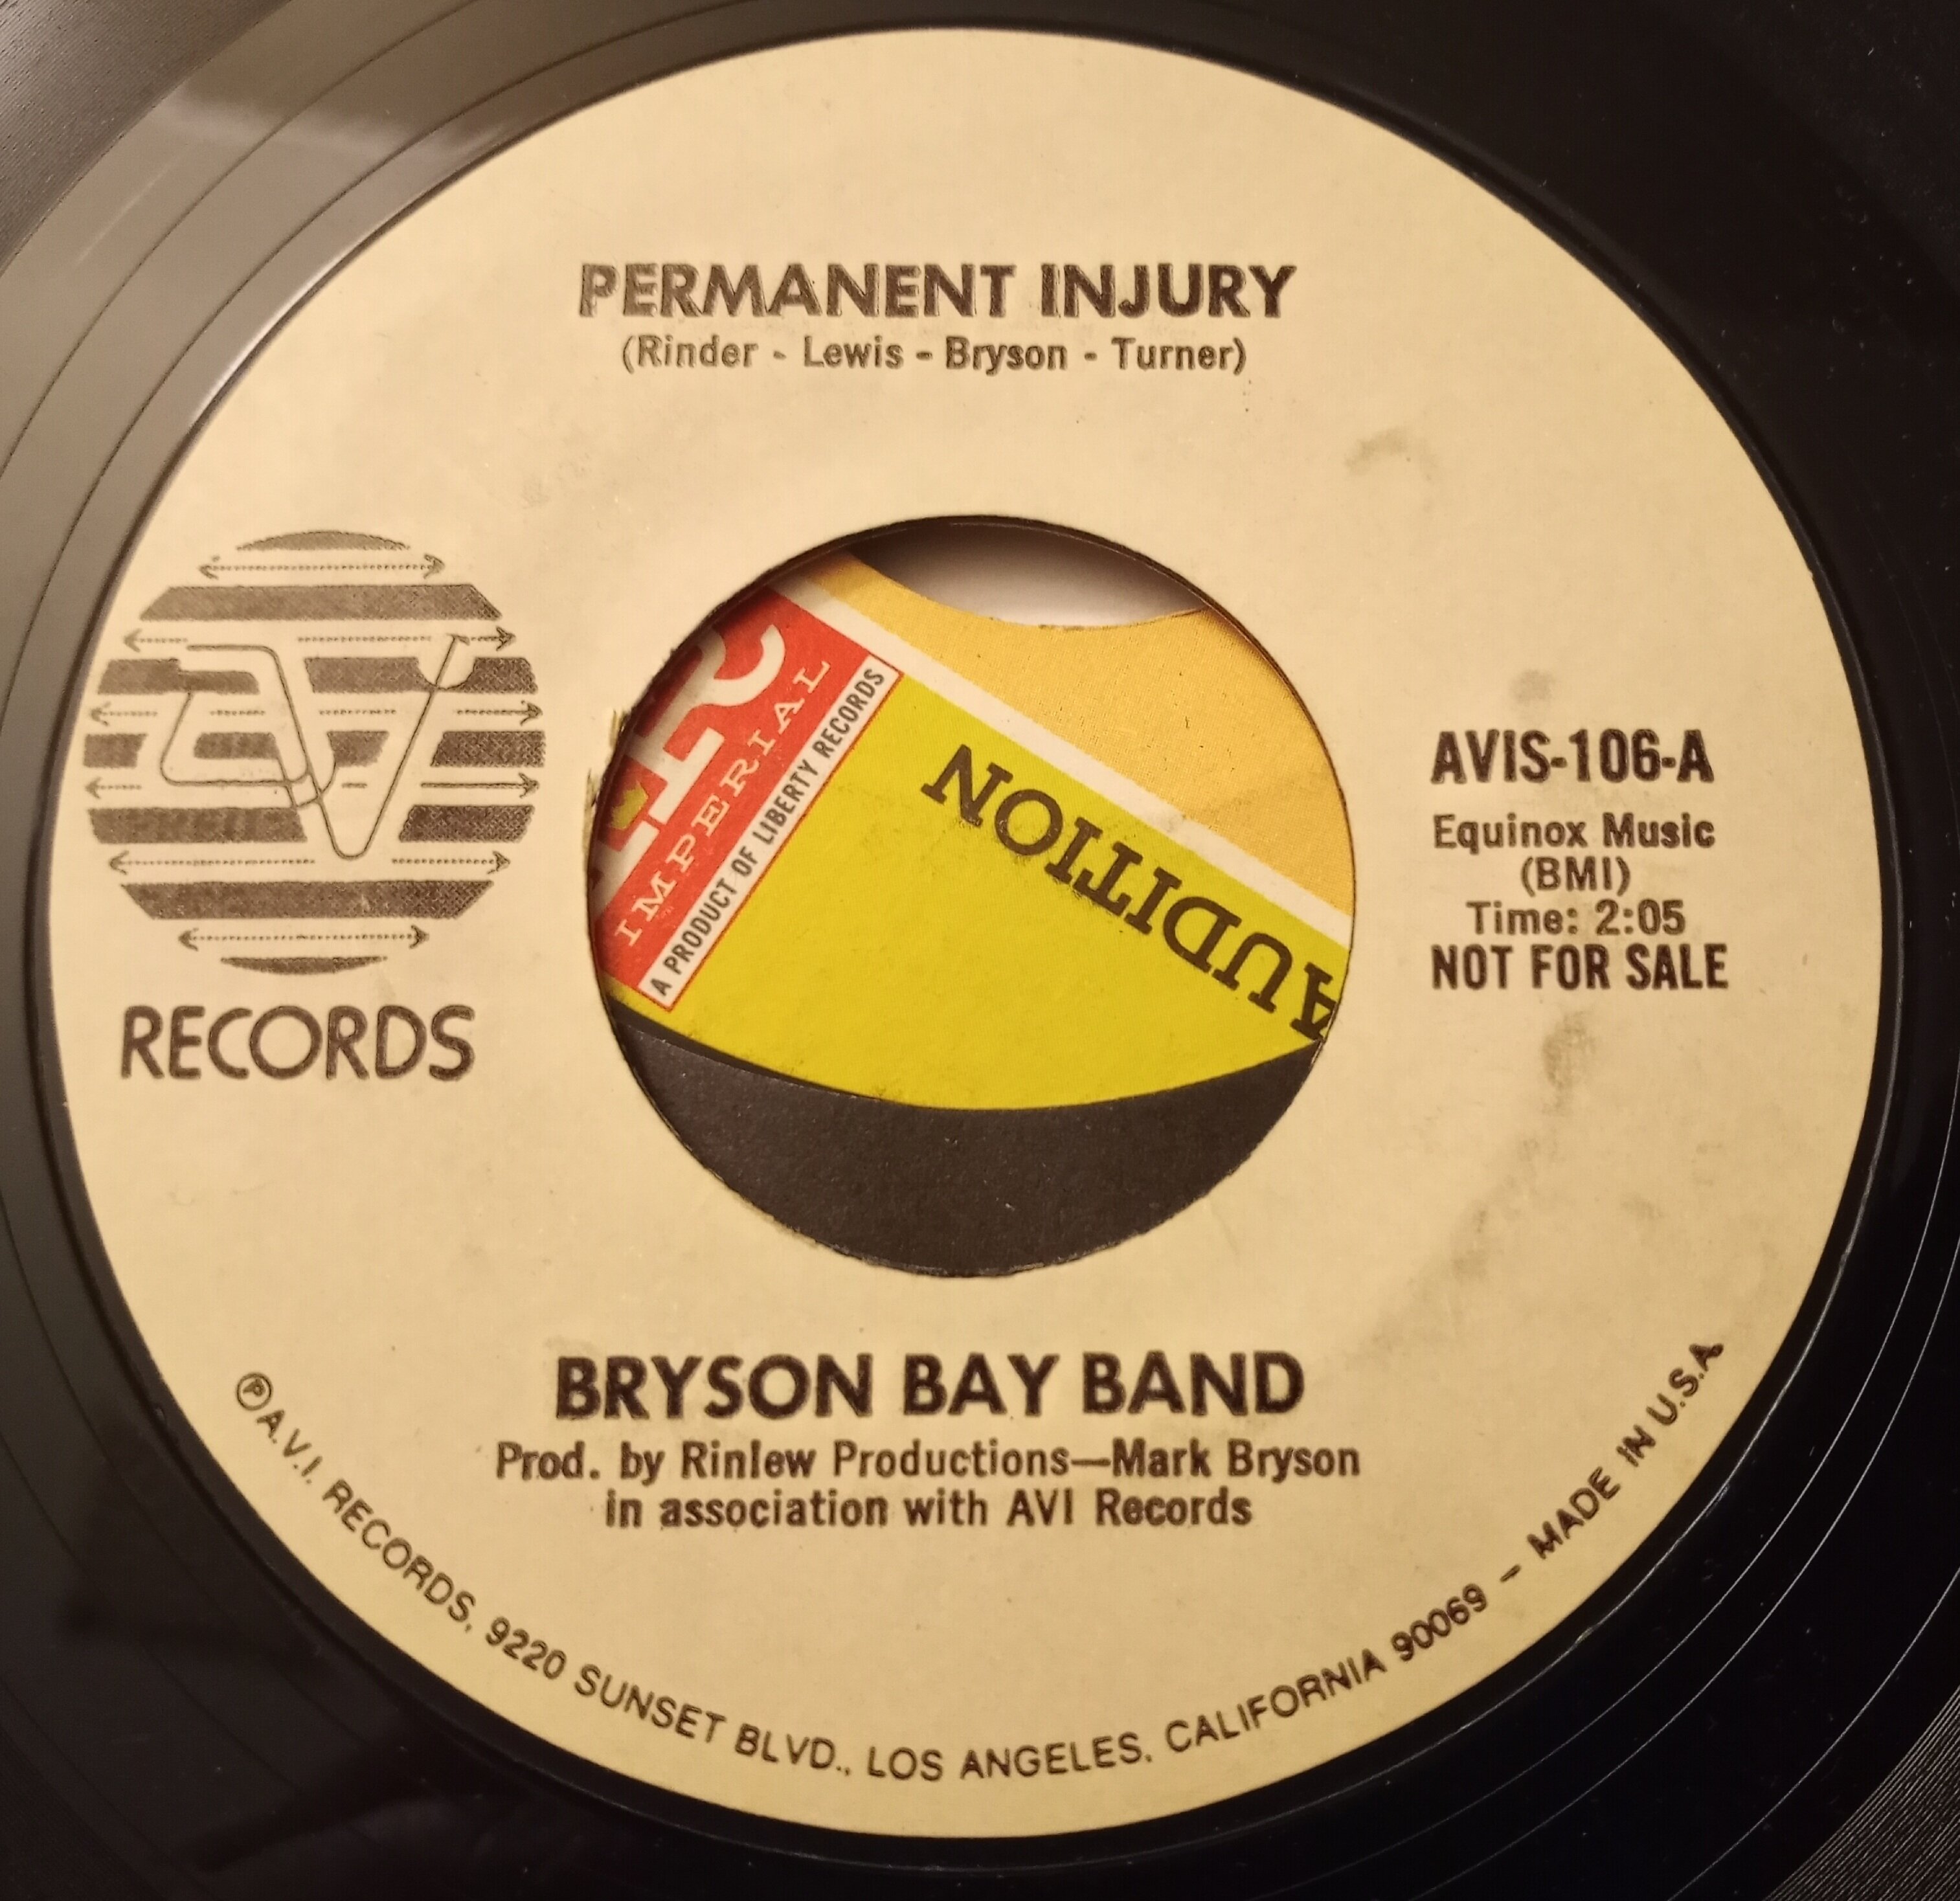 PERMANENT INJURY
(Rinder - Lewis - Bryson - Turner)
RECORDS
IMPERIAL
A PRODUCT OF LIBERTY RECORDS
AUDITION
AVIS-106-A
Equinox Music
(BMI)
Time: 2:05
NOT FOR SALE
BRYSON BAY BAND
Prod. by Rinlew Productions—Mark Bryson
in association with AVI Records
Ⓟ A.V.I. RECORDS, 9220 SUNSET BLVD., LOS ANGELES, CALIFORNIA 90069 - MADE IN U.S.A